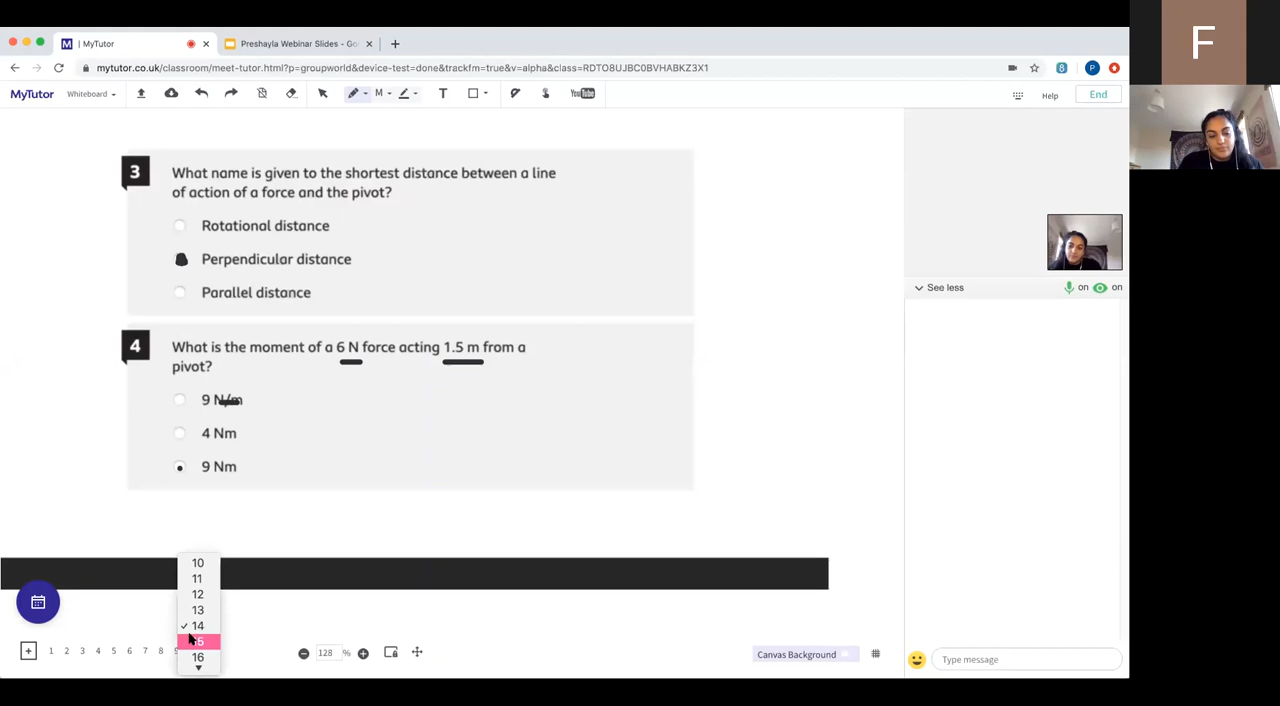 F
| MyTutor
Preshayla Webinar Slides - Go
mytutor.co.uk/classroom/meet-tutor.html?p=groupworld&device-test=done&trackfm=true&v=alpha&class=RDTO8UJBC0BVHABKZ3X1
8
P
MyTutor
Whiteboard
M
T
YouTube
Help
End
3
What name is given to the shortest distance between a line
of action of a force and the pivot?
Rotational distance
Perpendicular distance
Parallel distance
See less
on
on
4
What is the moment of a 6 N force acting 1.5 m from a
pivot?
9 N/m
4 Nm
9 Nm
10
11
12
13
14
15
16
1 2 3 4 5 6 7 8 9
128 %
Canvas Background
Type message